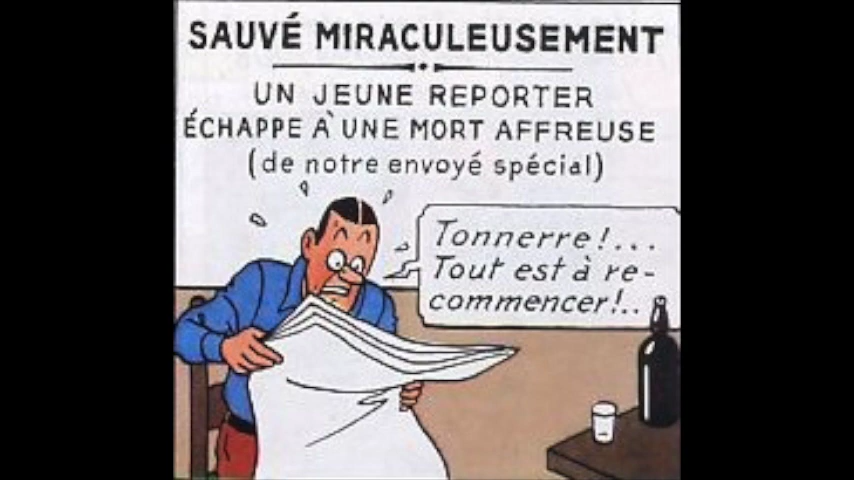 SAUVÉ MIRACULEUSEMENT
UN JEUNE REPORTER
ÉCHAPPE À UNE MORT AFFREUSE
(de notre envoyé spécial)
Tonnerre!...
Tout est à re-
commencer!..